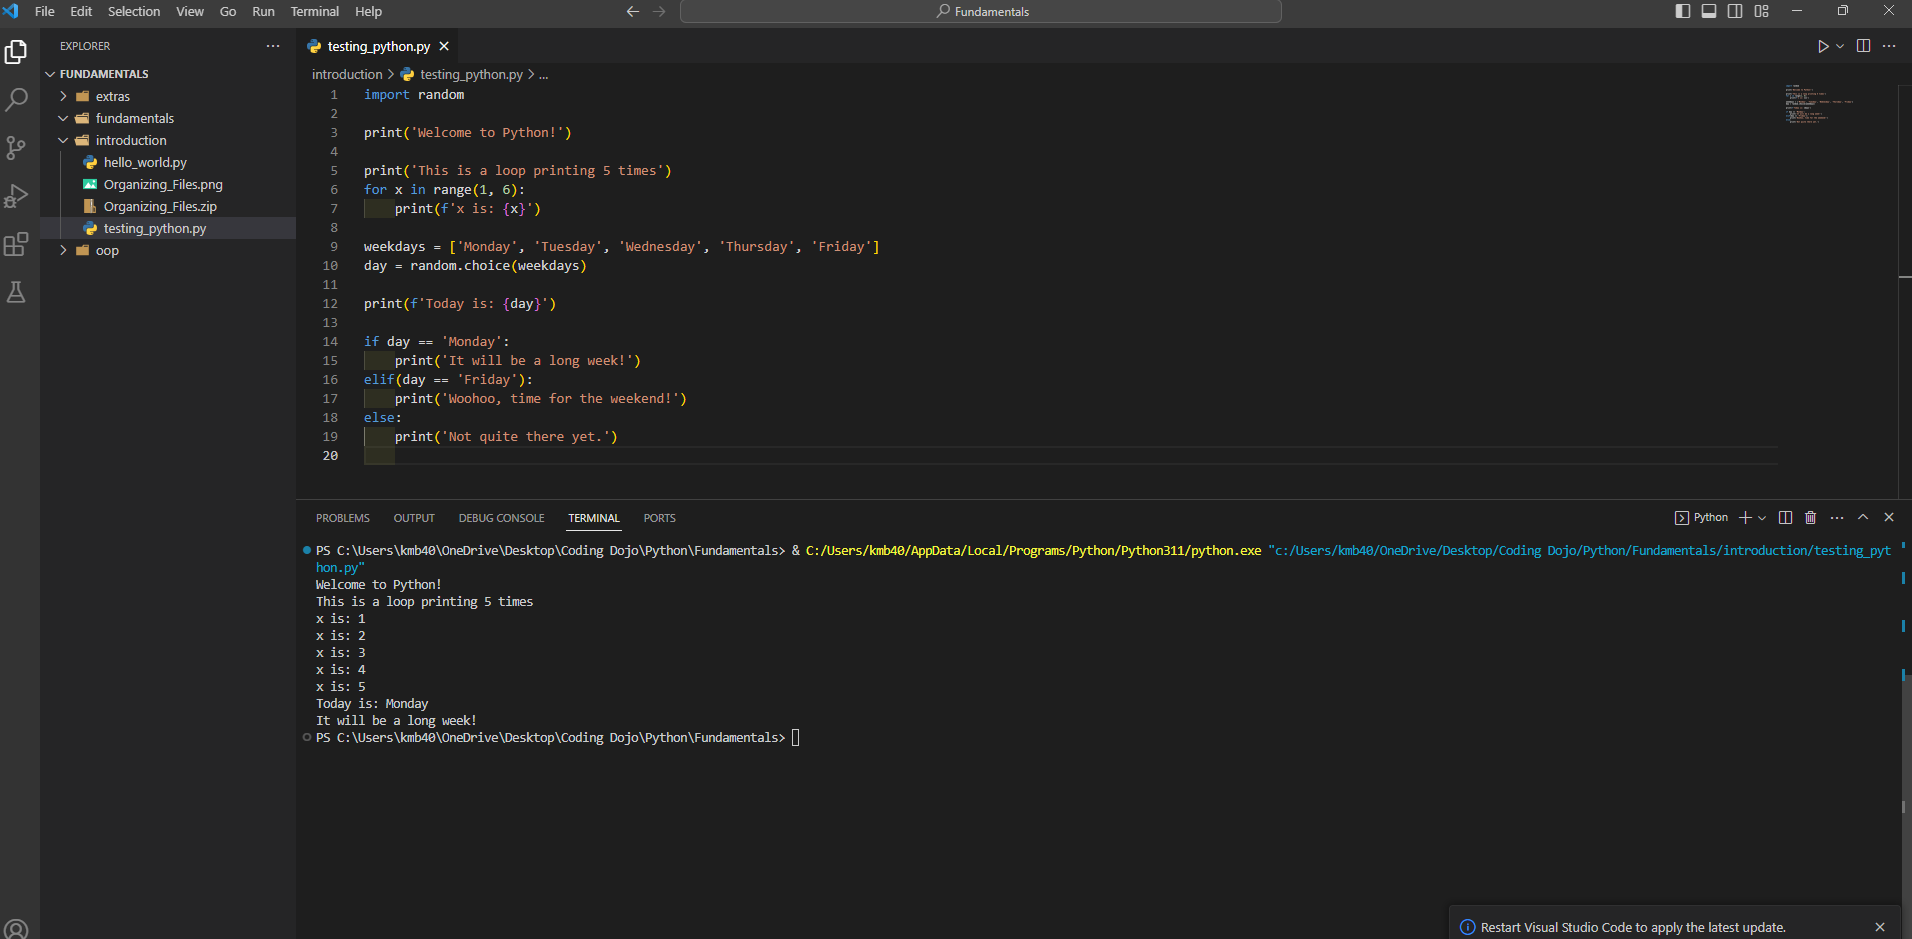 File Edit Selection View Go Run Terminal Help
Fundamentals
EXPLORER
FUNDAMENTALS
extras
fundamentals
introduction
hello_world.py
Organizing_Files.png
Organizing_Files.zip
testing_python.py
oop
testing_python.py
introduction > testing_python.py > ...
1 import random
2
3 print('Welcome to Python!')
4
5 print('This is a loop printing 5 times')
6 for x in range(1, 6):
7     print(f'x is: {x}')
8
9 weekdays = ['Monday', 'Tuesday', 'Wednesday', 'Thursday', 'Friday']
10 day = random.choice(weekdays)
11
12 print(f'Today is: {day}')
13
14 if day == 'Monday':
15     print('It will be a long week!')
16 elif(day == 'Friday'):
17     print('Woohoo, time for the weekend!')
18 else:
19     print('Not quite there yet.')
20
PROBLEMS OUTPUT DEBUG CONSOLE TERMINAL PORTS
Python
PS C:\Users\kmb40\OneDrive\Desktop\Coding Dojo\Python\Fundamentals> & C:/Users/kmb40/AppData/Local/Programs/Python/Python311/python.exe "c:/Users/kmb40/OneDrive/Desktop/Coding Dojo/Python/Fundamentals/introduction/testing_pyt
hon.py"
Welcome to Python!
This is a loop printing 5 times
x is: 1
x is: 2
x is: 3
x is: 4
x is: 5
Today is: Monday
It will be a long week!
PS C:\Users\kmb40\OneDrive\Desktop\Coding Dojo\Python\Fundamentals>
Restart Visual Studio Code to apply the latest update.